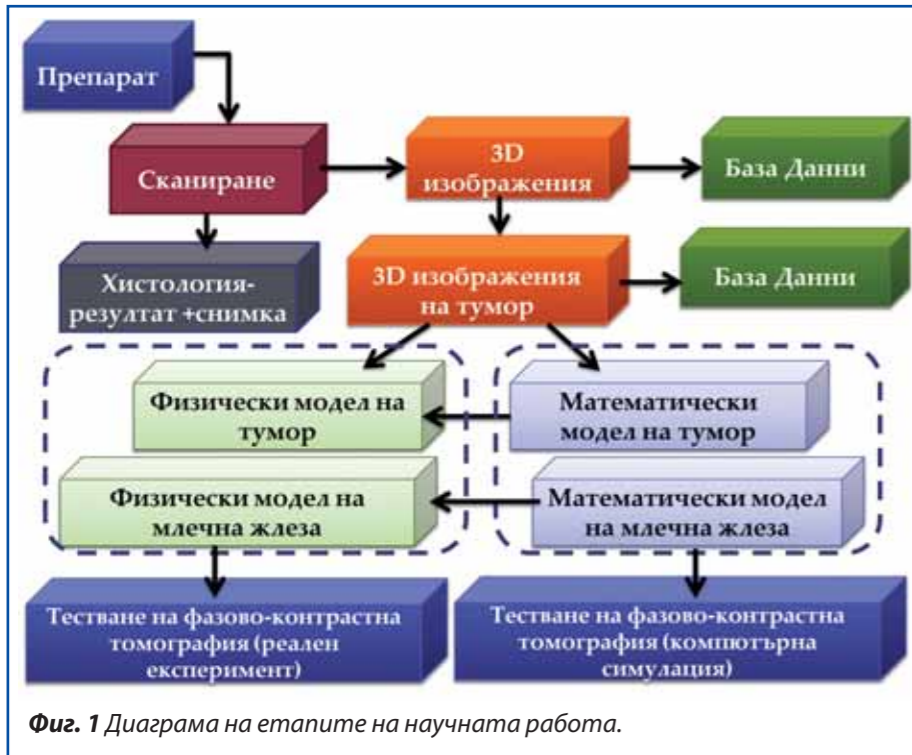 Препарат
Сканиране
3D
изображения
База Данни
Хистология-
резултат +снимка
3D изображения
на тумор
База Данни
Физически модел на
тумор
Математически
модел на тумор
Физически модел на
млечна жлеза
Математически модел
на млечна жлеза
Тестване на фазово-контрастна
томография (реален
експеримент)
Тестване на фазово-контрастна
томография (компютърна
симулация)
Фиг. 1 Диаграма на етапите на научната работа.